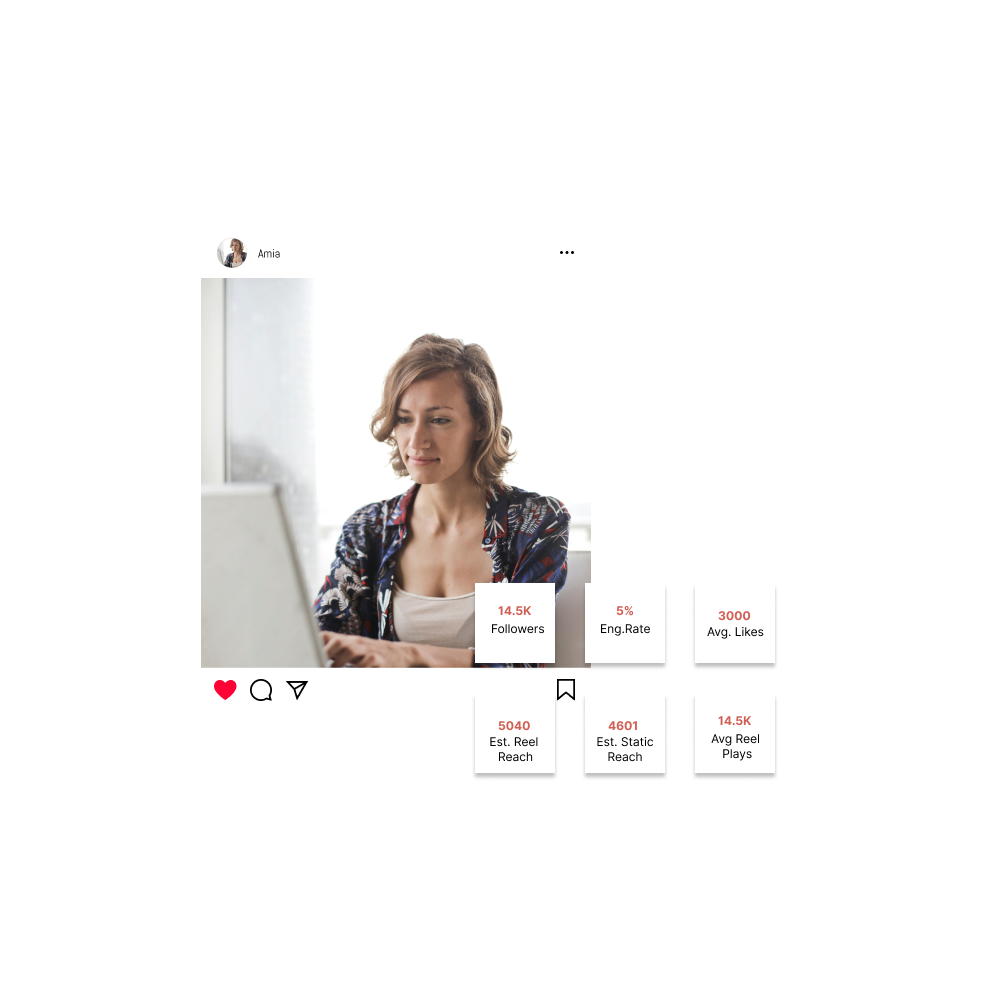 Amia
14.5K
Followers
5%
Eng.Rate
3000
Avg. Likes
5040
Est. Reel
Reach
4601
Est. Static
Reach
14.5K
Avg Reel
Plays